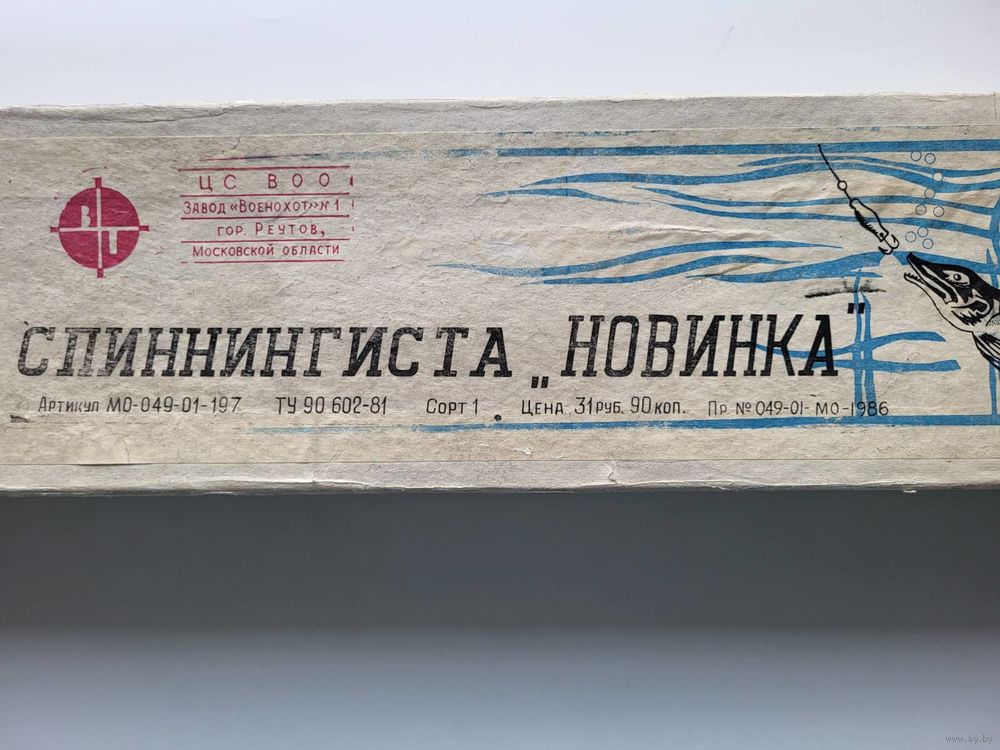 В
Т
ЦС ВОО
ЗАВОД «ВОЕНОХОТ» №1
ГОР. РЕУТОВ,
МОСКОВСКОЙ ОБЛАСТИ
СПИННИНГИСТА „НОВИНКА"
Артикул МО-049-01-197 ТУ 90 602-81 Сорт 1 Цена 31 руб. 90 коп. Пр № 049-01-МО-1986
www.ay.by